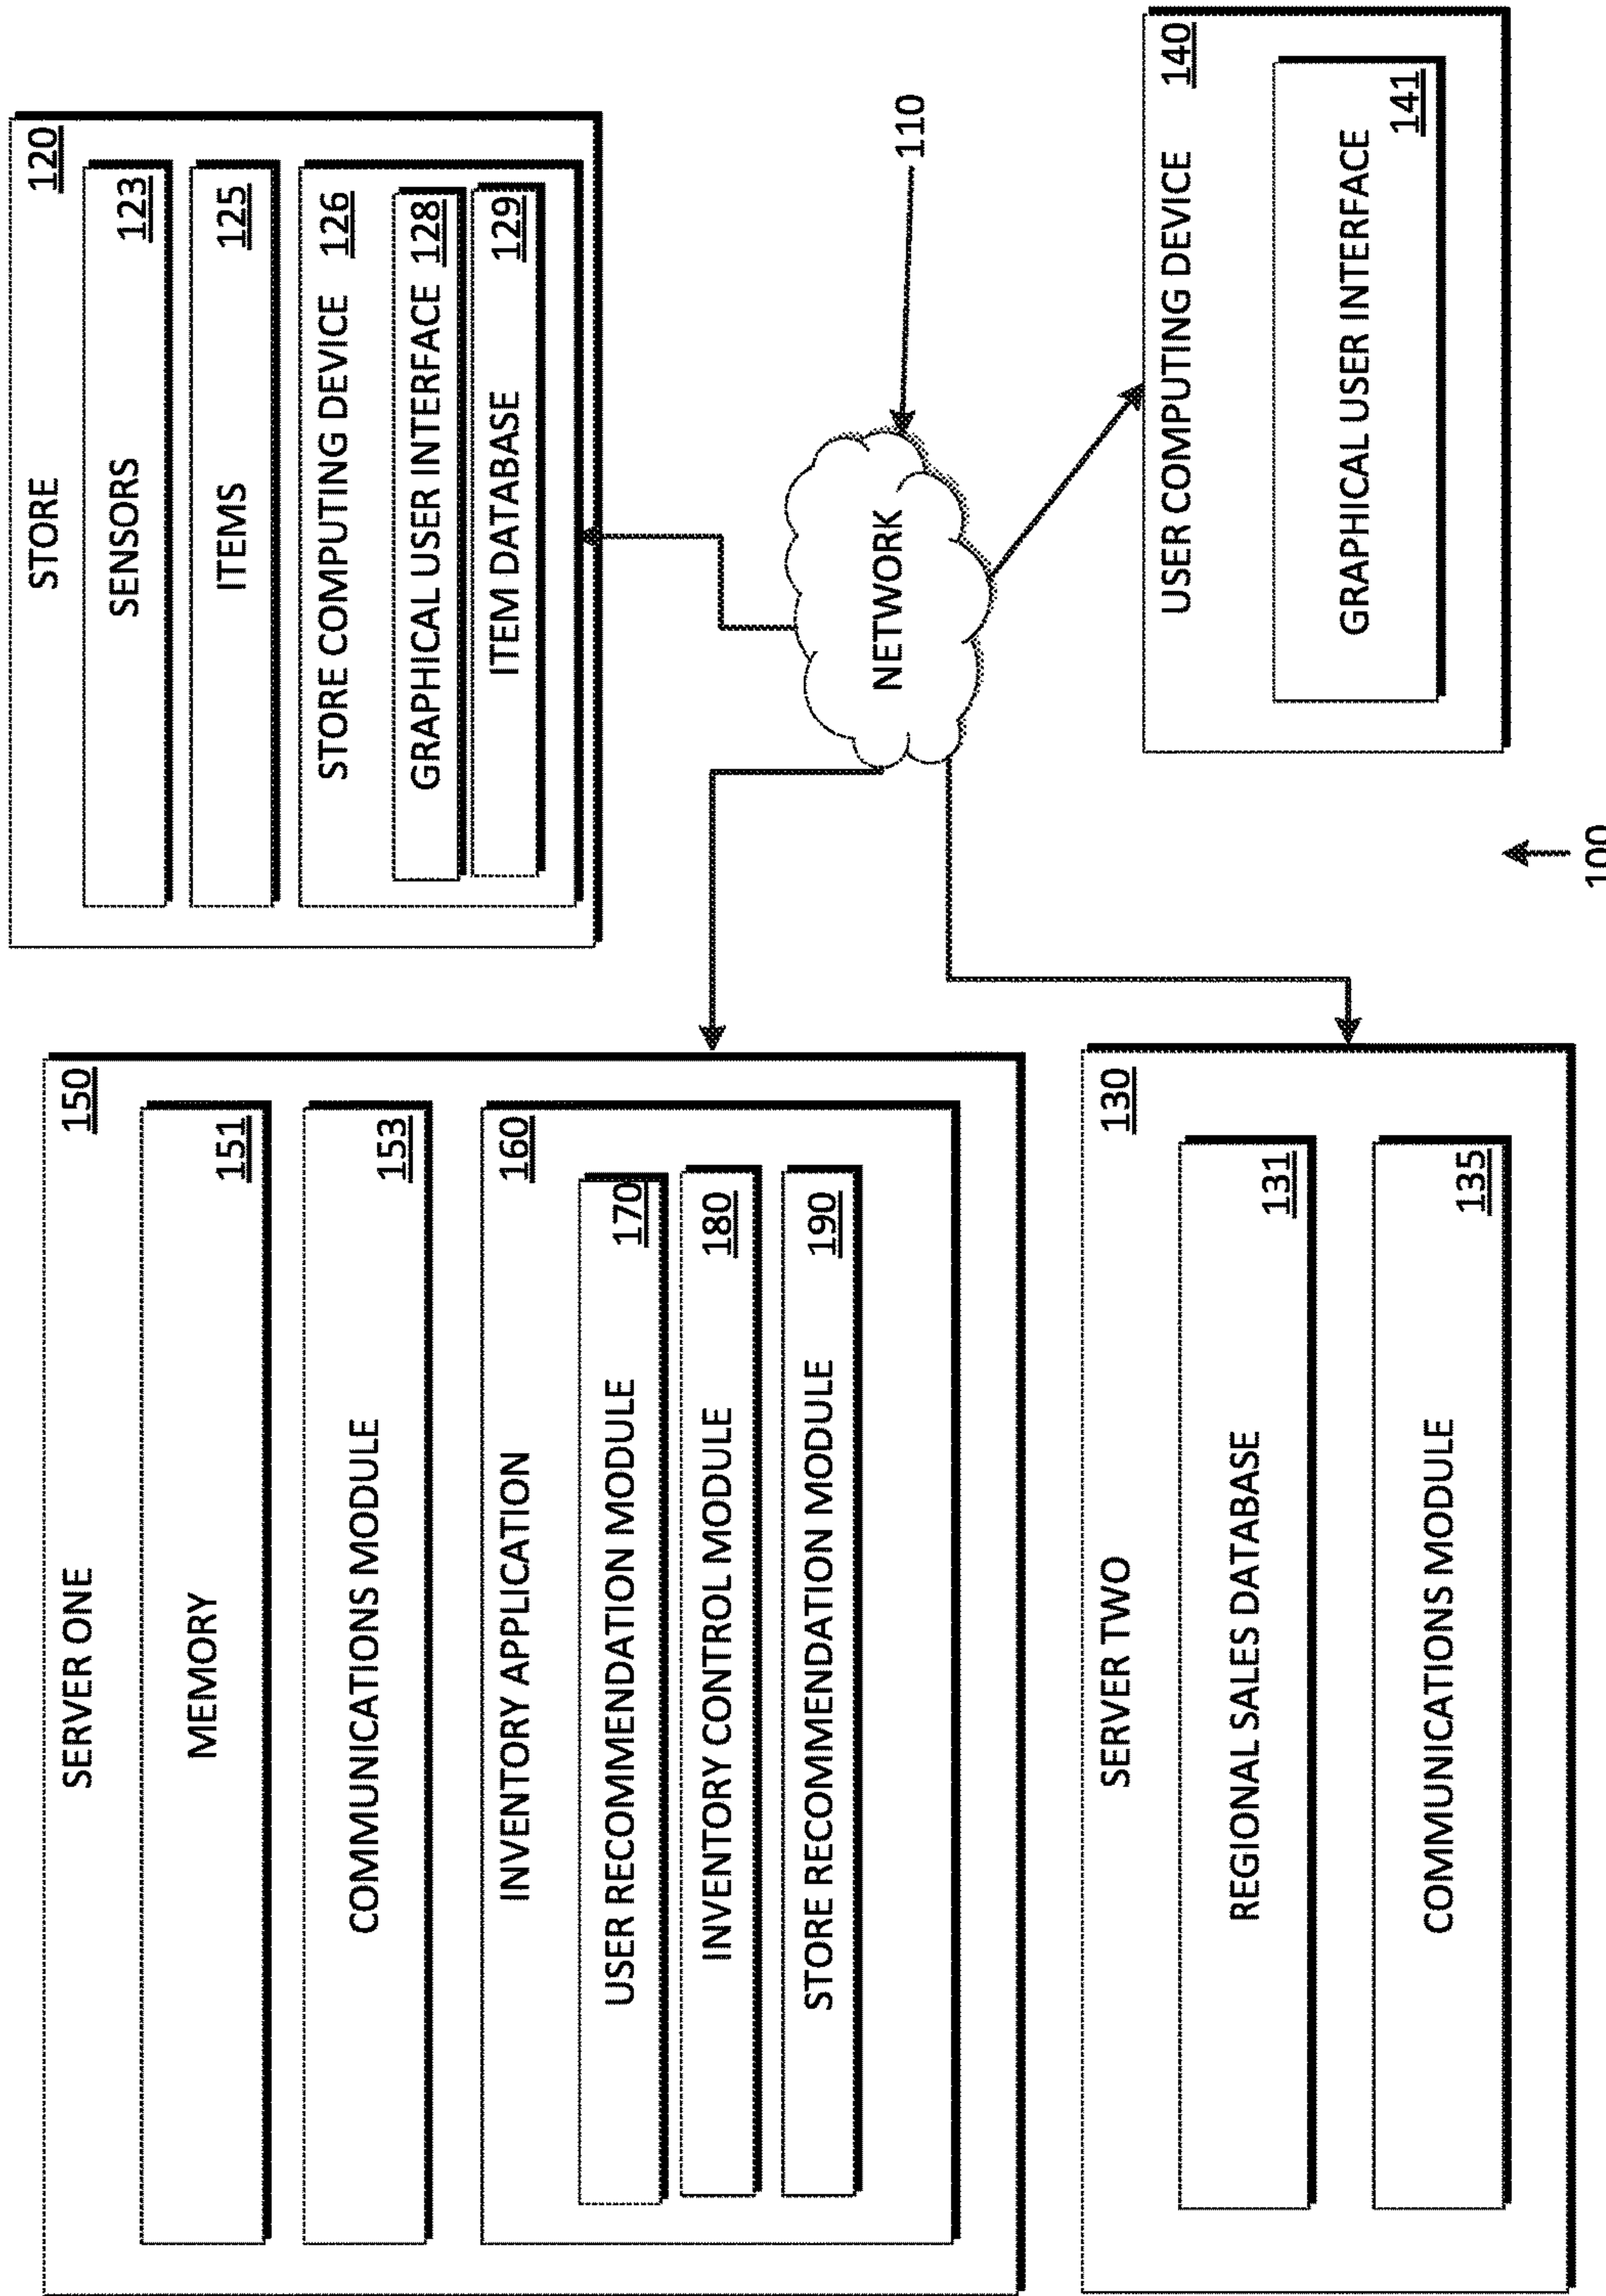 SERVER ONE 150
MEMORY 151
COMMUNICATIONS MODULE 153
INVENTORY APPLICATION 160
USER RECOMMENDATION MODULE 170
INVENTORY CONTROL MODULE 180
STORE RECOMMENDATION MODULE 190
SERVER TWO 130
REGIONAL SALES DATABASE 131
COMMUNICATIONS MODULE 135
STORE 120
SENSORS 123
ITEMS 125
STORE COMPUTING DEVICE 126
GRAPHICAL USER INTERFACE 128
ITEM DATABASE 129
NETWORK
110
USER COMPUTING DEVICE 140
GRAPHICAL USER INTERFACE 141
100